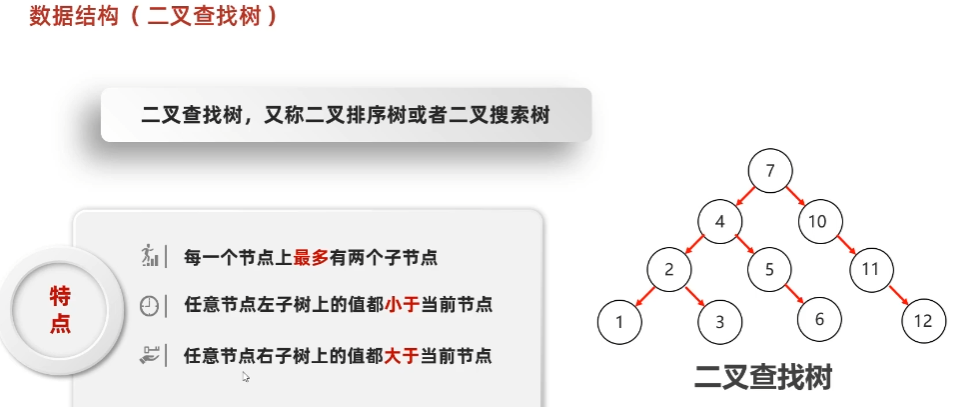 数据结构（二叉查找树）
二叉查找树，又称二叉排序树或者二叉搜索树
特
点
每一个节点上最多有两个子节点
任意节点左子树上的值都小于当前节点
任意节点右子树上的值都大于当前节点
7
4 10
2 5 11
1 3 6 12
二叉查找树